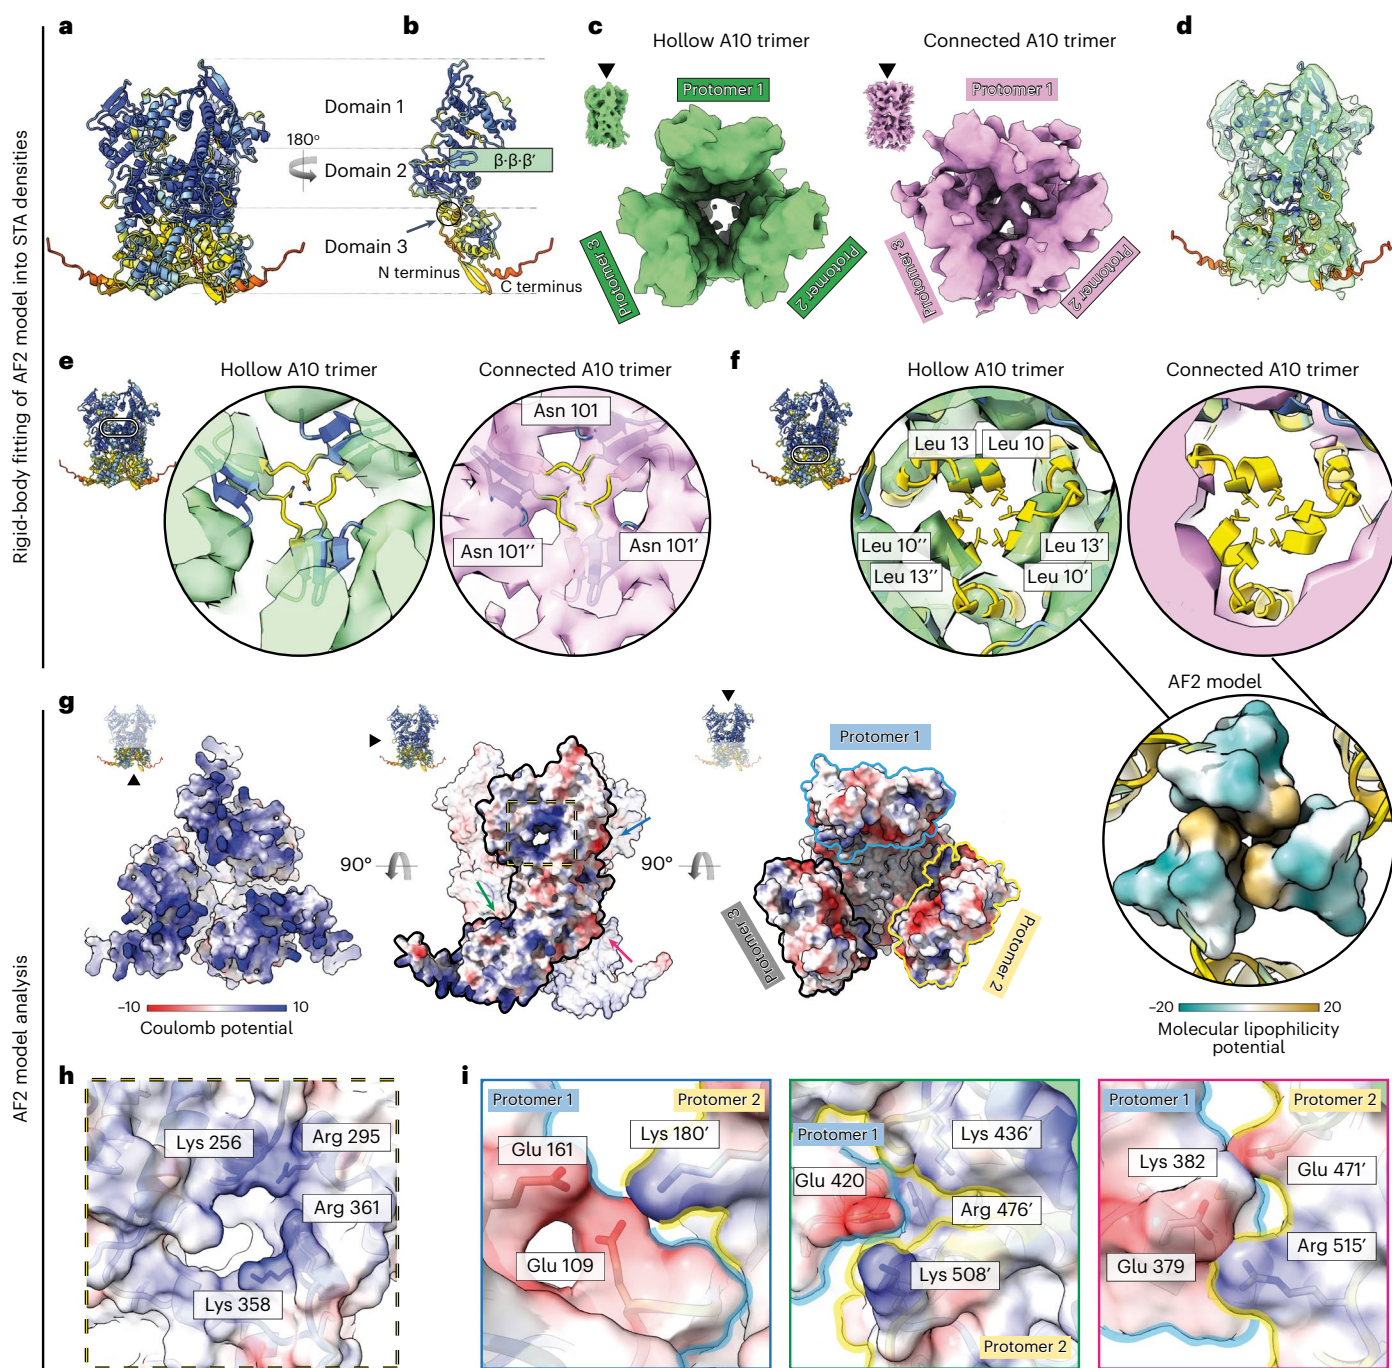 a
b
c
d
Hollow A10 trimer
Connected A10 trimer
Protomer 1
Protomer 2
Protomer 3
Protomer 1
Protomer 2
Protomer 3
Domain 1
Domain 2
Domain 3
180°
β·β·β′
N terminus
C terminus
Rigid-body fitting of AF2 model into STA densities
e
Hollow A10 trimer
Connected A10 trimer
Asn 101
Asn 101′′
Asn 101′
f
Hollow A10 trimer
Connected A10 trimer
Leu 13
Leu 10
Leu 10′′
Leu 13′
Leu 13′′
Leu 10′
AF2 model
–20
20
Molecular lipophilicity
potential
AF2 model analysis
g
90°
90°
Protomer 1
Protomer 2
Protomer 3
–10
10
Coulomb potential
h
Lys 256
Arg 295
Arg 361
Lys 358
i
Protomer 1
Protomer 2
Glu 161
Lys 180′
Glu 109
Protomer 1
Lys 436′
Glu 420
Arg 476′
Lys 508′
Protomer 2
Protomer 1
Protomer 2
Lys 382
Glu 471′
Arg 515′
Glu 379